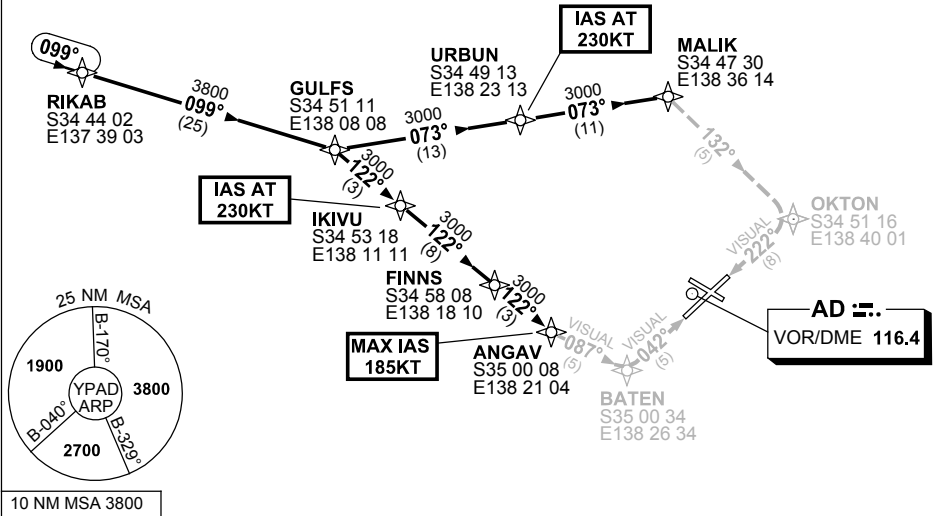 099°
RIKAB
S34 44 02
E137 39 03
3800
099°
(25)
GULFS
S34 51 11
E138 08 08
3000
073°
(13)
URBUN
S34 49 13
E138 23 13
IAS AT
230KT
3000
073°
(11)
MALIK
S34 47 30
E138 36 14
132°
(5)
OKTON
S34 51 16
E138 40 01
VISUAL
222°
(8)
3000
122°
(3)
IAS AT
230KT
IKIVU
S34 53 18
E138 11 11
3000
122°
(8)
FINNS
S34 58 08
E138 18 10
3000
122°
(3)
MAX IAS
185KT
ANGAV
S35 00 08
E138 21 04
VISUAL
087°
(5)
BATEN
S35 00 34
E138 26 34
VISUAL
042°
(5)
AD
VOR/DME 116.4
25 NM MSA
B-170°
1900
3800
YPAD
ARP
B-040°
B-329°
2700
10 NM MSA 3800